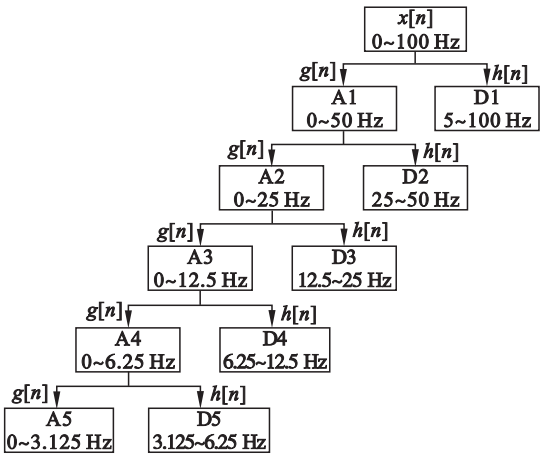 x[n]
0~100 Hz
g[n]
h[n]
A1
0~50 Hz
D1
5~100 Hz
g[n]
h[n]
A2
0~25 Hz
D2
25~50 Hz
g[n]
h[n]
A3
0~12.5 Hz
D3
12.5~25 Hz
g[n]
h[n]
A4
0~6.25 Hz
D4
6.25~12.5 Hz
g[n]
h[n]
A5
0~3.125 Hz
D5
3.125~6.25 Hz